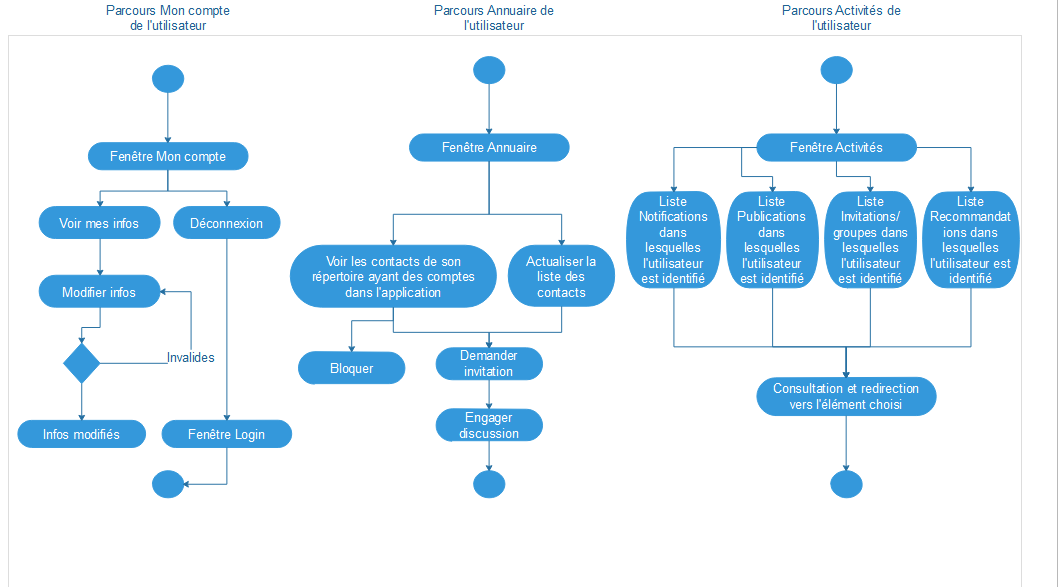 Parcours Mon compte
de l'utilisateur
Parcours Annuaire de
l'utilisateur
Parcours Activités de
l'utilisateur
Fenêtre Mon compte
Voir mes infos
Déconnexion
Modifier infos
Invalides
Infos modifiés
Fenêtre Login
Fenêtre Annuaire
Voir les contacts de son
répertoire ayant des comptes
dans l'application
Actualiser la
liste des
contacts
Bloquer
Demander
invitation
Engager
discussion
Fenêtre Activités
Liste
Notifications
dans
lesquelles
l'utilisateur
est identifié
Liste
Publications
dans
lesquelles
l'utilisateur
est identifié
Liste
Invitations/
groupes dans
lesquelles
l'utilisateur
est identifié
Liste
Recommandat
ions dans
lesquelles
l'utilisateur est
identifié
Consultation et redirection
vers l'élément choisi